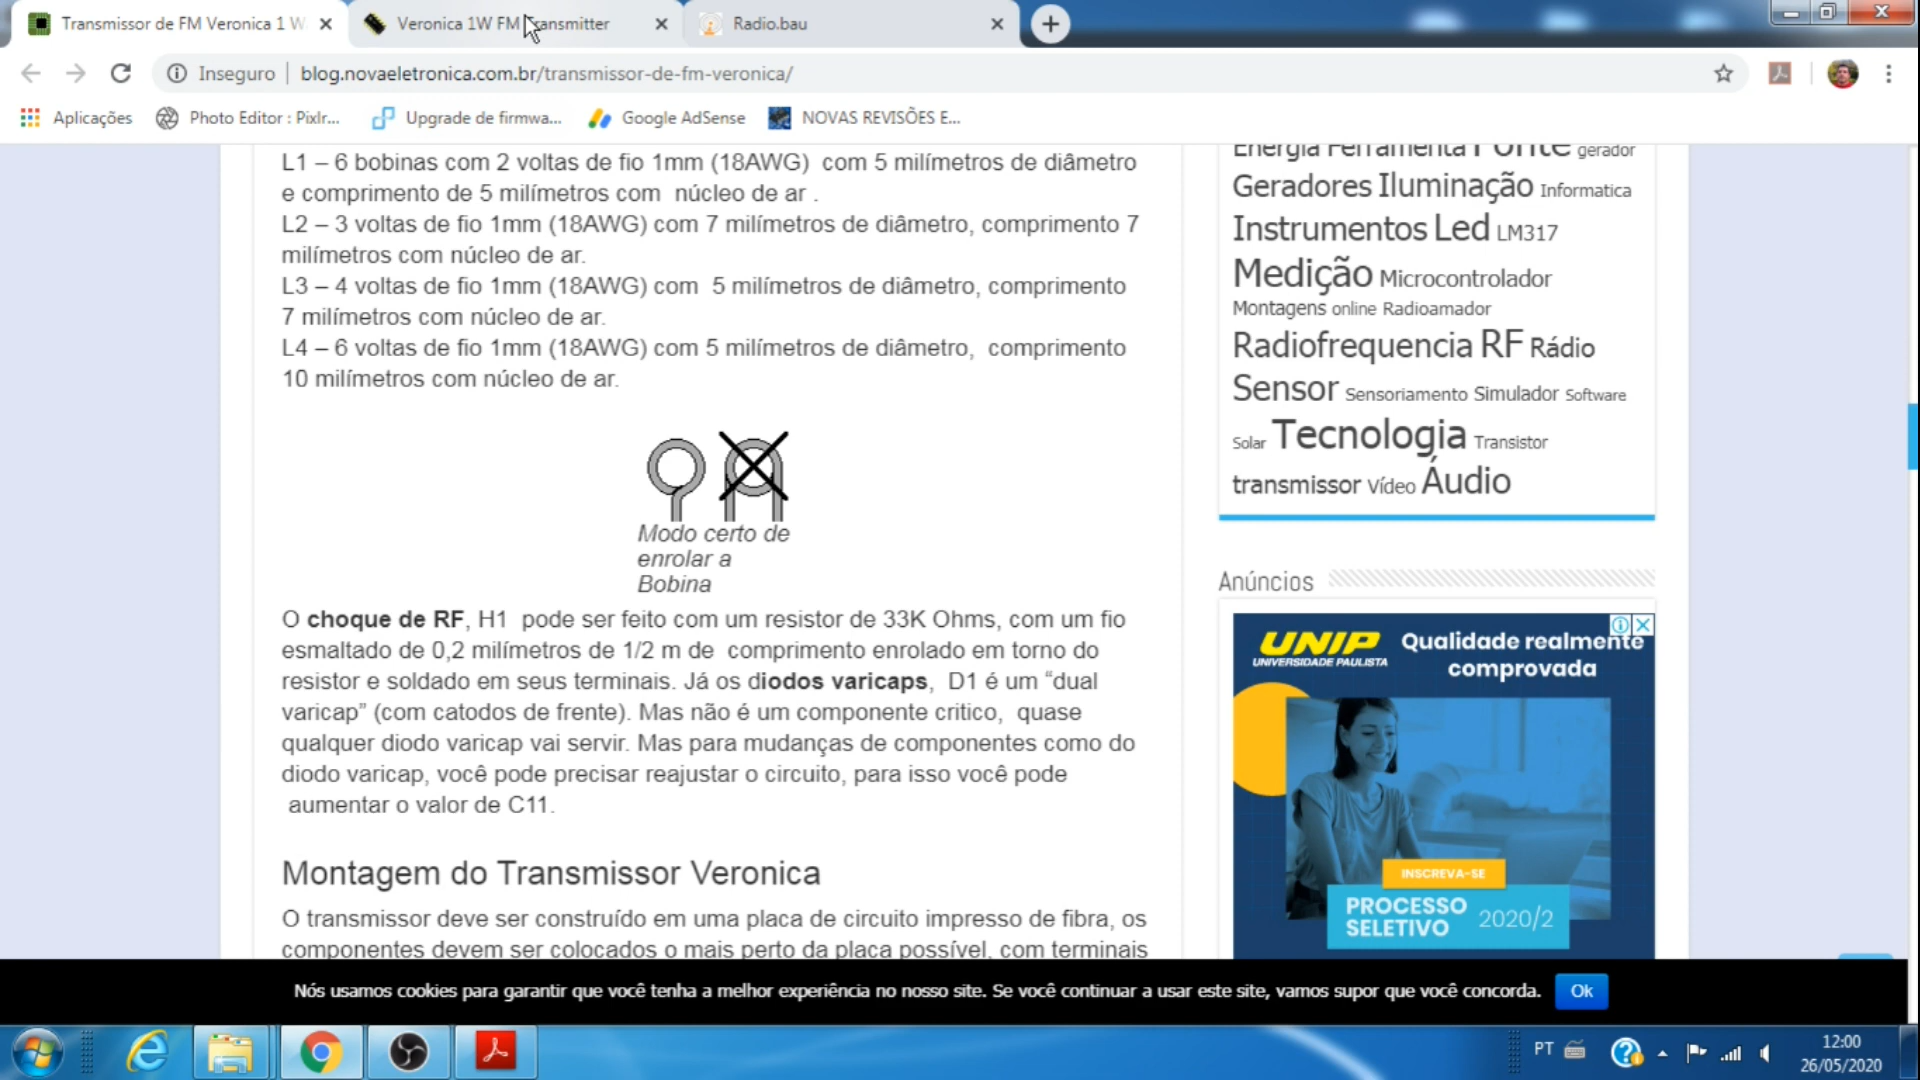 Transmissor de FM Veronica 1 W
Veronica 1W FM Transmitter
Radio.bau
Inseguro
blog.novaeletronica.com.br/transmissor-de-fm-veronica/
Aplicações
Photo Editor : Pixlr...
Upgrade de firmwa...
Google AdSense
NOVAS REVISÕES E...
L1 – 6 bobinas com 2 voltas de fio 1mm (18AWG)  com 5 milímetros de diâmetro
e comprimento de 5 milímetros com  núcleo de ar .
L2 – 3 voltas de fio 1mm (18AWG) com 7 milímetros de diâmetro, comprimento 7
milímetros com núcleo de ar.
L3 – 4 voltas de fio 1mm (18AWG) com  5 milímetros de diâmetro, comprimento
7 milímetros com núcleo de ar.
L4 – 6 voltas de fio 1mm (18AWG) com 5 milímetros de diâmetro,  comprimento
10 milímetros com núcleo de ar.
Modo certo de
enrolar a
Bobina
O choque de RF, H1  pode ser feito com um resistor de 33K Ohms, com um fio
esmaltado de 0,2 milímetros de 1/2 m de  comprimento enrolado em torno do
resistor e soldado em seus terminais. Já os diodos varicaps,  D1 é um “dual
varicap” (com catodos de frente). Mas não é um componente critico,  quase
qualquer diodo varicap vai servir. Mas para mudanças de componentes como do
diodo varicap, você pode precisar reajustar o circuito, para isso você pode
aumentar o valor de C11.
Montagem do Transmissor Veronica
O transmissor deve ser construído em uma placa de circuito impresso de fibra, os
componentes devem ser colocados o mais perto da placa possível, com terminais
Energia Ferramenta Fonte gerador
Geradores Iluminação Informatica
Instrumentos Led LM317
Medição Microcontrolador
Montagens online Radioamador
Radiofrequencia RF Rádio
Sensor Sensoriamento Simulador Software
Solar Tecnologia Transistor
transmissor Vídeo Áudio
Anúncios
UNIP
UNIVERSIDADE PAULISTA
Qualidade realmente
comprovada
INSCREVA-SE
PROCESSO
SELETIVO 2020/2
Nós usamos cookies para garantir que você tenha a melhor experiência no nosso site. Se você continuar a usar este site, vamos supor que você concorda.
Ok
PT
12:00
26/05/2020